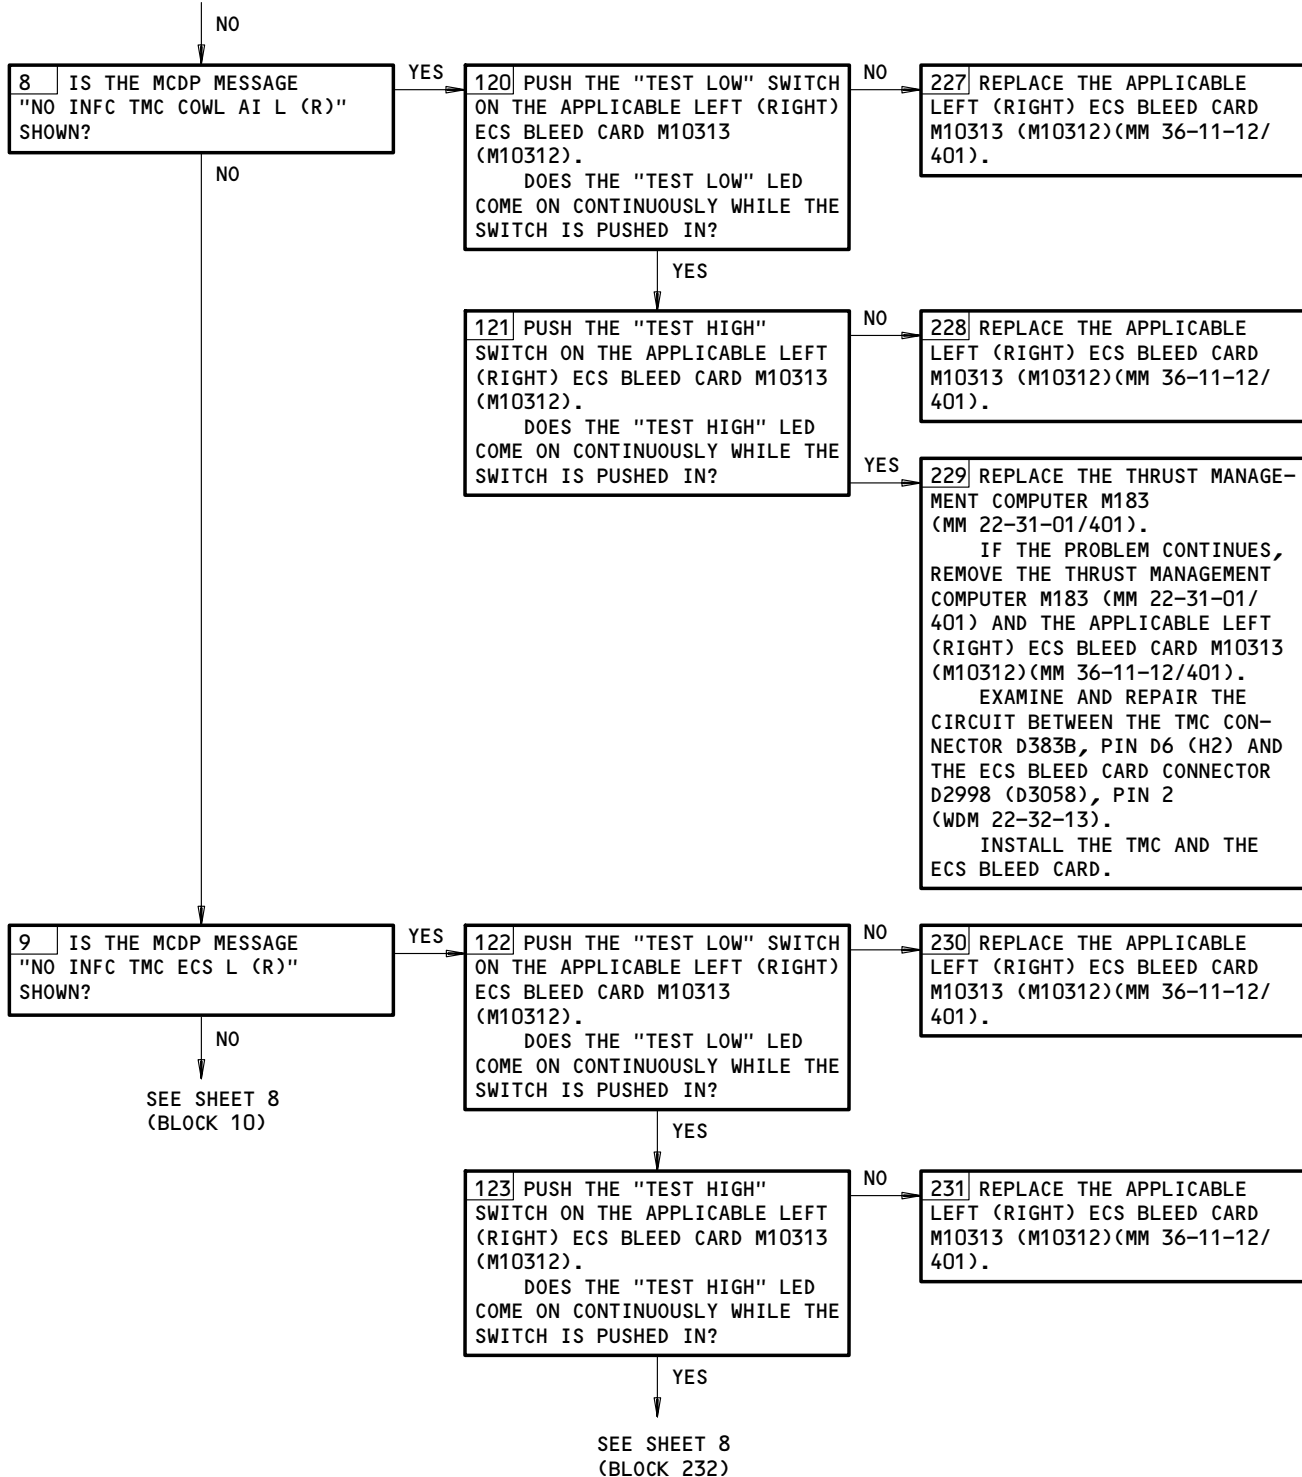 NO
8 IS THE MCDP MESSAGE
"NO INFC TMC COWL AI L (R)"
SHOWN?
YES
NO
120 PUSH THE "TEST LOW" SWITCH
ON THE APPLICABLE LEFT (RIGHT)
ECS BLEED CARD M10313
(M10312).
DOES THE "TEST LOW" LED
COME ON CONTINUOUSLY WHILE THE
SWITCH IS PUSHED IN?
NO
YES
227 REPLACE THE APPLICABLE
LEFT (RIGHT) ECS BLEED CARD
M10313 (M10312)(MM 36-11-12/
401).
121 PUSH THE "TEST HIGH"
SWITCH ON THE APPLICABLE LEFT
(RIGHT) ECS BLEED CARD M10313
(M10312).
DOES THE "TEST HIGH" LED
COME ON CONTINUOUSLY WHILE THE
SWITCH IS PUSHED IN?
NO
YES
228 REPLACE THE APPLICABLE
LEFT (RIGHT) ECS BLEED CARD
M10313 (M10312)(MM 36-11-12/
401).
229 REPLACE THE THRUST MANAGE-
MENT COMPUTER M183
(MM 22-31-01/401).
IF THE PROBLEM CONTINUES,
REMOVE THE THRUST MANAGEMENT
COMPUTER M183 (MM 22-31-01/
401) AND THE APPLICABLE LEFT
(RIGHT) ECS BLEED CARD M10313
(M10312)(MM 36-11-12/401).
EXAMINE AND REPAIR THE
CIRCUIT BETWEEN THE TMC CON-
NECTOR D383B, PIN D6 (H2) AND
THE ECS BLEED CARD CONNECTOR
D2998 (D3058), PIN 2
(WDM 22-32-13).
INSTALL THE TMC AND THE
ECS BLEED CARD.
9 IS THE MCDP MESSAGE
"NO INFC TMC ECS L (R)"
SHOWN?
YES
NO
SEE SHEET 8
(BLOCK 10)
122 PUSH THE "TEST LOW" SWITCH
ON THE APPLICABLE LEFT (RIGHT)
ECS BLEED CARD M10313
(M10312).
DOES THE "TEST LOW" LED
COME ON CONTINUOUSLY WHILE THE
SWITCH IS PUSHED IN?
NO
YES
230 REPLACE THE APPLICABLE
LEFT (RIGHT) ECS BLEED CARD
M10313 (M10312)(MM 36-11-12/
401).
123 PUSH THE "TEST HIGH"
SWITCH ON THE APPLICABLE LEFT
(RIGHT) ECS BLEED CARD M10313
(M10312).
DOES THE "TEST HIGH" LED
COME ON CONTINUOUSLY WHILE THE
SWITCH IS PUSHED IN?
NO
YES
231 REPLACE THE APPLICABLE
LEFT (RIGHT) ECS BLEED CARD
M10313 (M10312)(MM 36-11-12/
401).
SEE SHEET 8
(BLOCK 232)